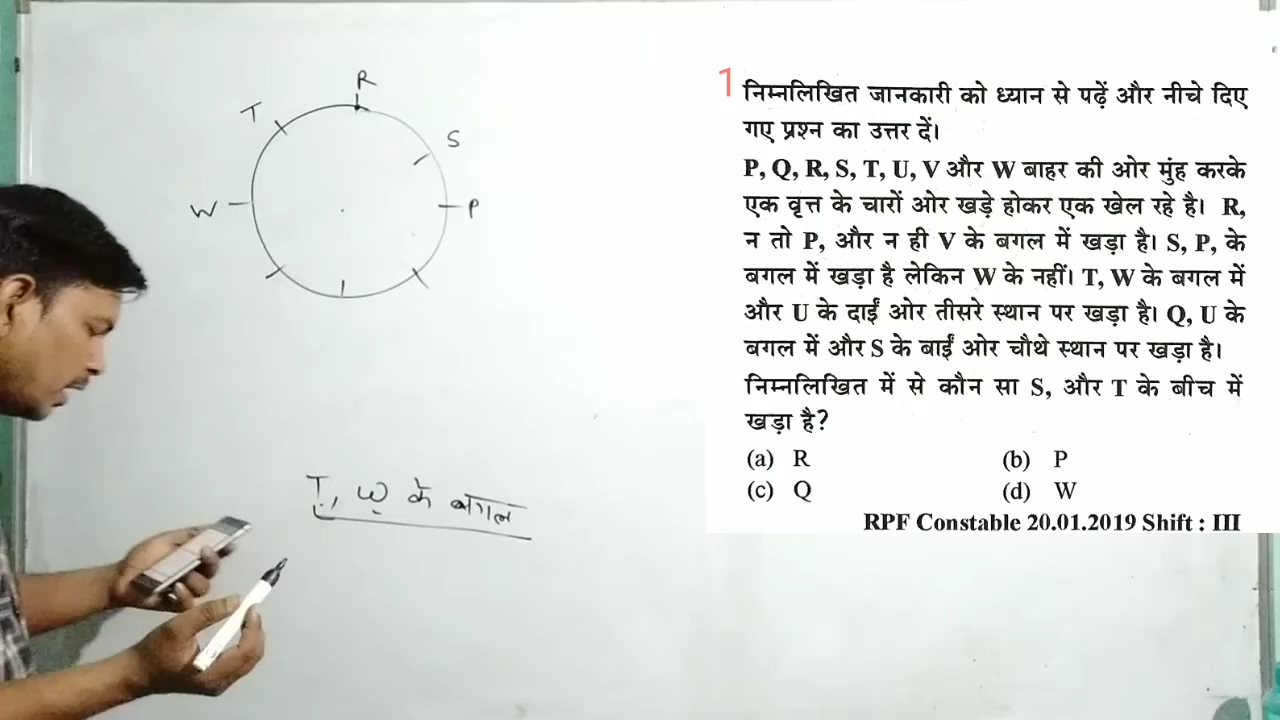 R
T
S
W
P
T, W के बगल
1 निम्नलिखित जानकारी को ध्यान से पढ़ें और नीचे दिए
गए प्रश्न का उत्तर दें।
P, Q, R, S, T, U, V और W बाहर की ओर मुंह करके
एक वृत्त के चारों ओर खड़े होकर एक खेल रहे है। R,
न तो P, और न ही V के बगल में खड़ा है। S, P, के
बगल में खड़ा है लेकिन W के नहीं। T, W के बगल में
और U के दाईं ओर तीसरे स्थान पर खड़ा है। Q, U के
बगल में और S के बाईं ओर चौथे स्थान पर खड़ा है।
निम्नलिखित में से कौन सा S, और T के बीच में
खड़ा है?
(a) R (b) P
(c) Q (d) W
RPF Constable 20.01.2019 Shift : III